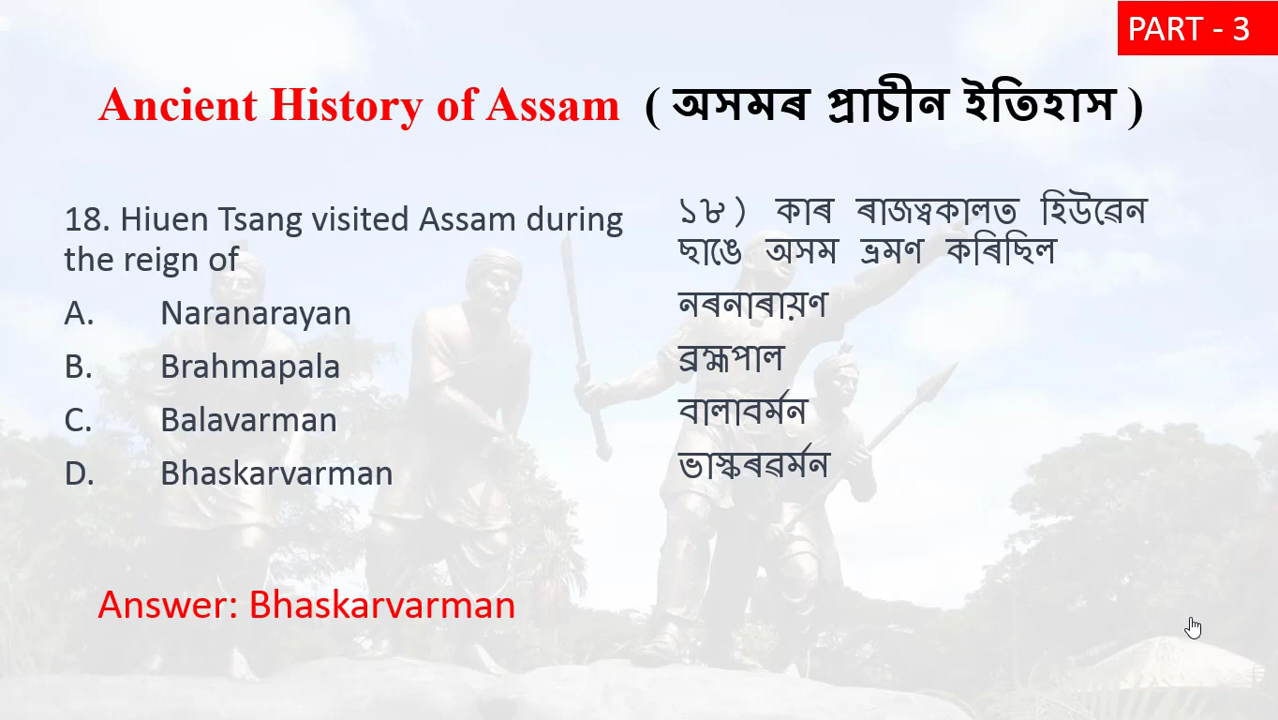 PART - 3
Ancient History of Assam ( অসমৰ প্ৰাচীন ইতিহাস )
18. Hiuen Tsang visited Assam during
the reign of
A. Naranarayan
B. Brahmapala
C. Balavarman
D. Bhaskarvarman
১৮) কাৰ ৰাজত্বকালত হিউৱেন
ছাঙে অসম ভ্ৰমণ কৰিছিল
নৰনাৰায়ণ
ব্ৰহ্মপাল
বালাবৰ্মন
ভাস্কৰৱৰ্মন
Answer: Bhaskarvarman